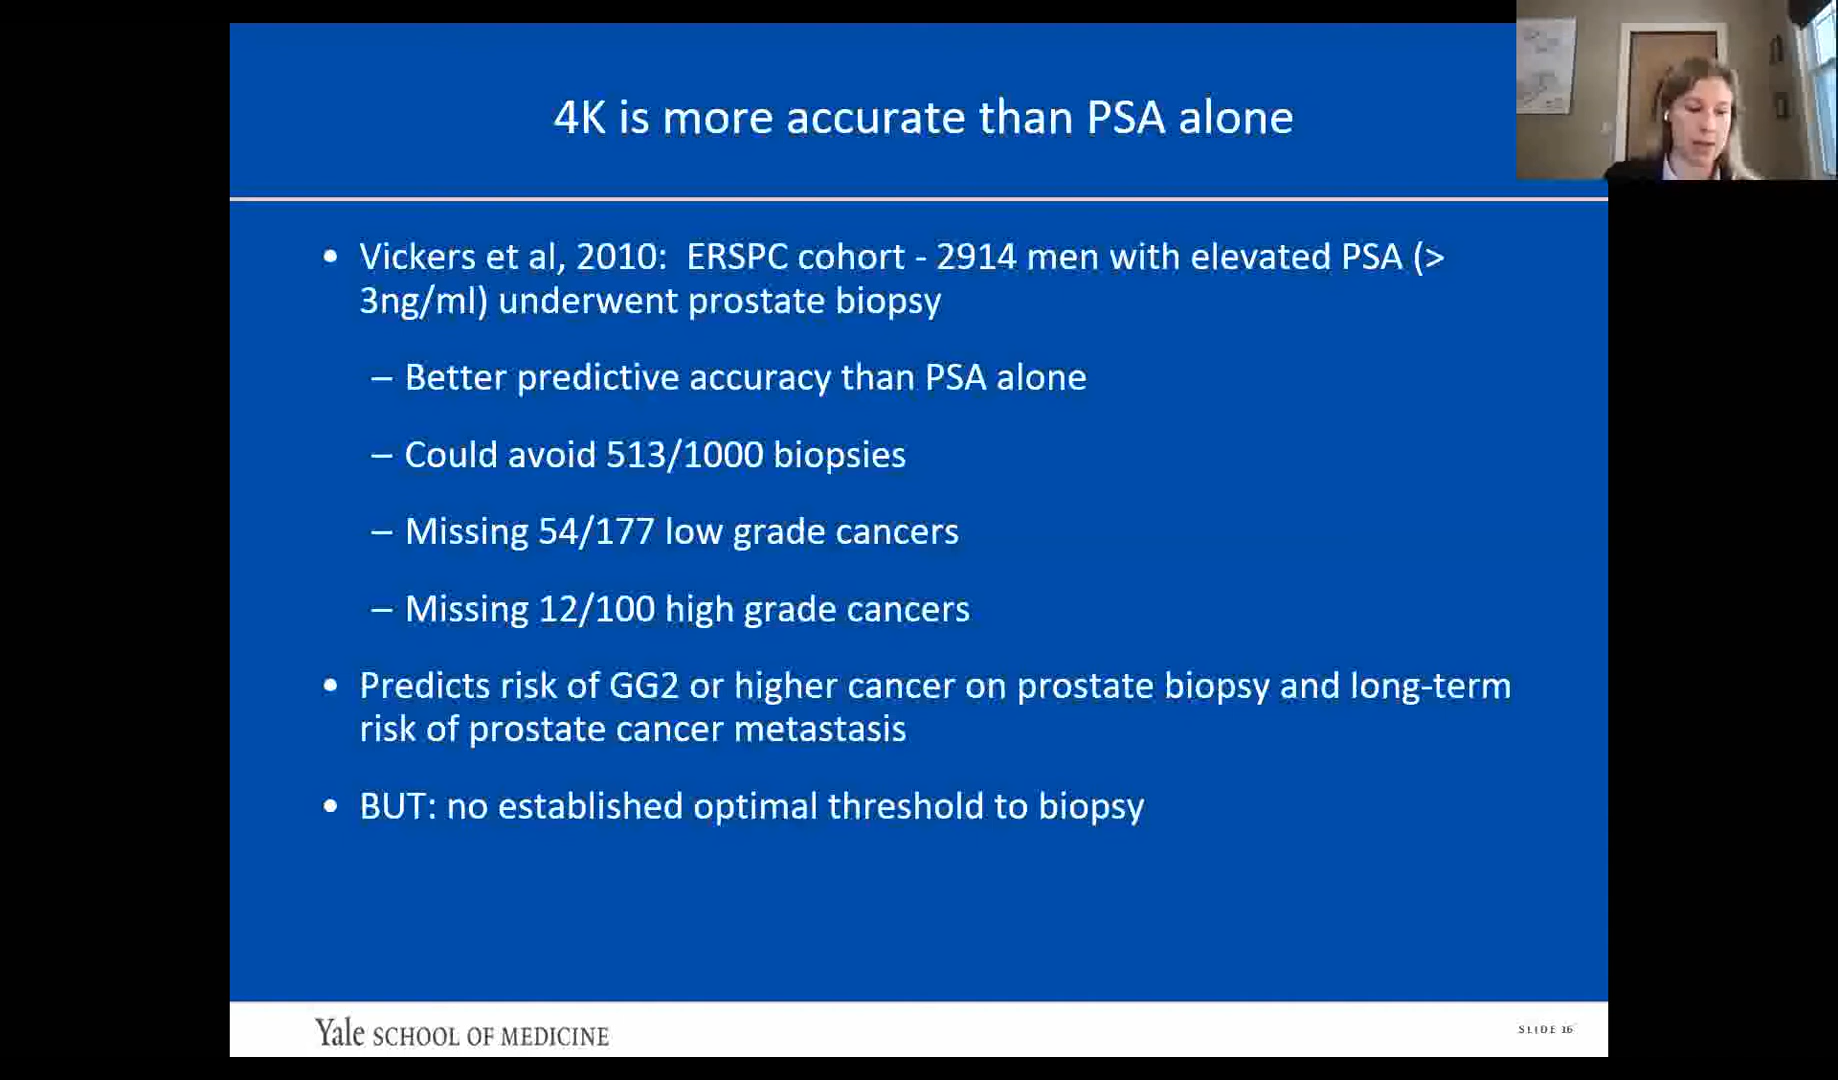 4K is more accurate than PSA alone
• Vickers et al, 2010:  ERSPC cohort - 2914 men with elevated PSA (>
3ng/ml) underwent prostate biopsy
– Better predictive accuracy than PSA alone
– Could avoid 513/1000 biopsies
– Missing 54/177 low grade cancers
– Missing 12/100 high grade cancers
• Predicts risk of GG2 or higher cancer on prostate biopsy and long-term
risk of prostate cancer metastasis
• BUT: no established optimal threshold to biopsy
Yale SCHOOL OF MEDICINE
SLIDE 16